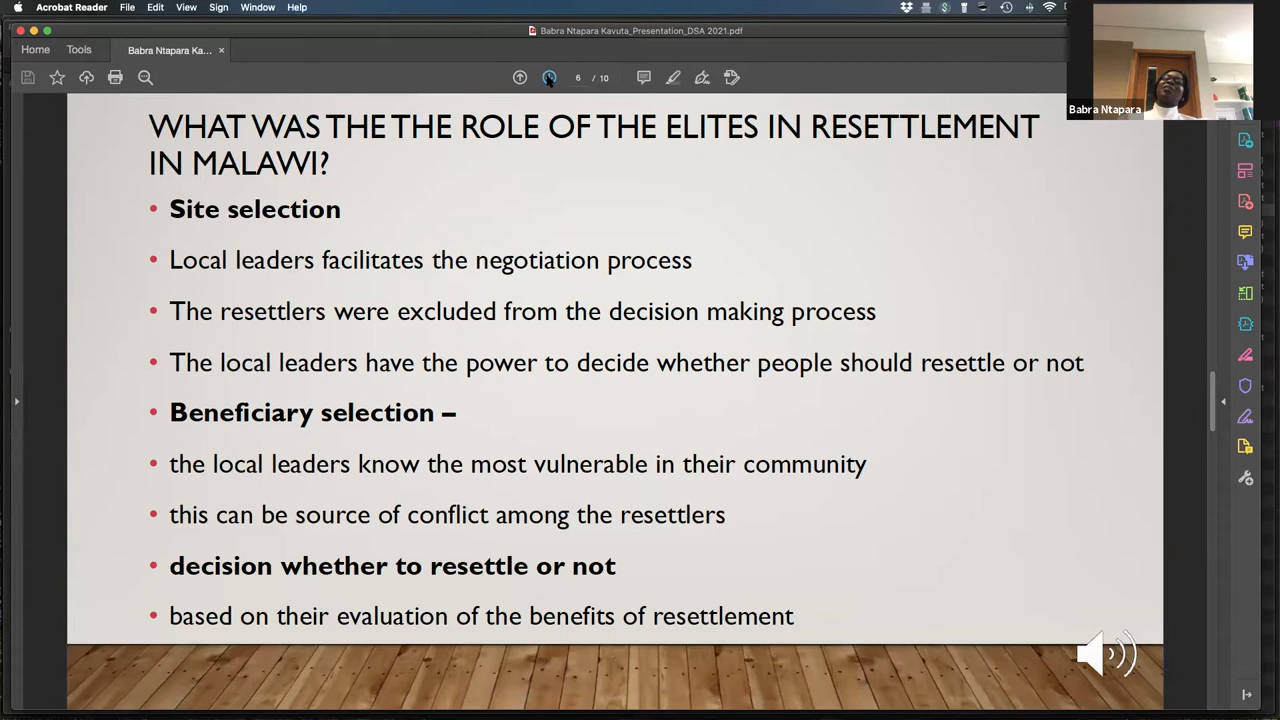 Acrobat Reader File Edit View Sign Window Help
Babra Ntapara Kavuta_Presentation_DSA 2021.pdf
Home Tools Babra Ntapara Ka... ×
6 / 10
Babra Ntapara
WHAT WAS THE THE ROLE OF THE ELITES IN RESETTLEMENT
IN MALAWI?
• Site selection
• Local leaders facilitates the negotiation process
• The resettlers were excluded from the decision making process
• The local leaders have the power to decide whether people should resettle or not
• Beneficiary selection –
• the local leaders know the most vulnerable in their community
• this can be source of conflict among the resettlers
• decision whether to resettle or not
• based on their evaluation of the benefits of resettlement